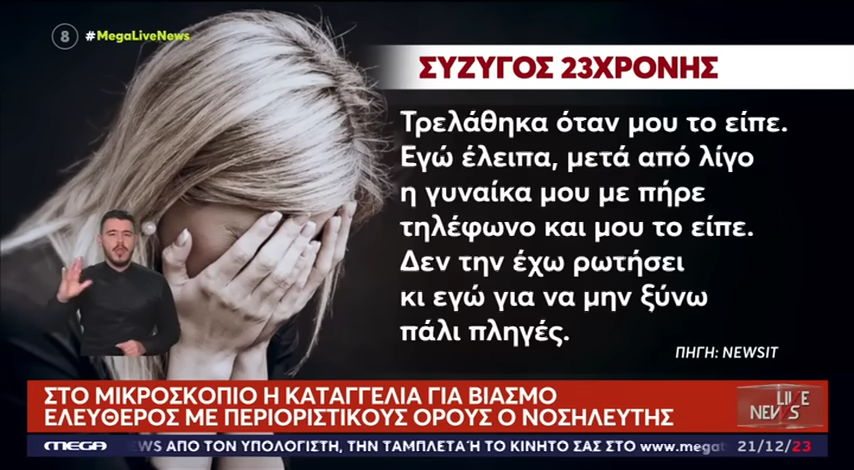 8 #MegaLiveNews
ΣΥΖΥΓΟΣ 23ΧΡΟΝΗΣ
Τρελάθηκα όταν μου το είπε.
Εγώ έλειπα, μετά από λίγο
η γυναίκα μου με πήρε
τηλέφωνο και μου το είπε.
Δεν την έχω ρωτήσει
κι εγώ για να μην ξύνω
πάλι πληγές.
ΠΗΓΗ: NEWSIT
ΣΤΟ ΜΙΚΡΟΣΚΟΠΙΟ Η ΚΑΤΑΓΓΕΛΙΑ ΓΙΑ ΒΙΑΣΜΟ
ΕΛΕΥΘΕΡΟΣ ΜΕ ΠΕΡΙΟΡΙΣΤΙΚΟΥΣ ΟΡΟΥΣ Ο ΝΟΣΗΛΕΥΤΗΣ
LIVE
NEWS
MEGA NEWS ΑΠΟ ΤΟΝ ΥΠΟΛΟΓΙΣΤΗ, ΤΗΝ ΤΑΜΠΛΕΤΑ Ή ΤΟ ΚΙΝΗΤΟ ΣΑΣ ΣΤΟ www.megat 21/12/23